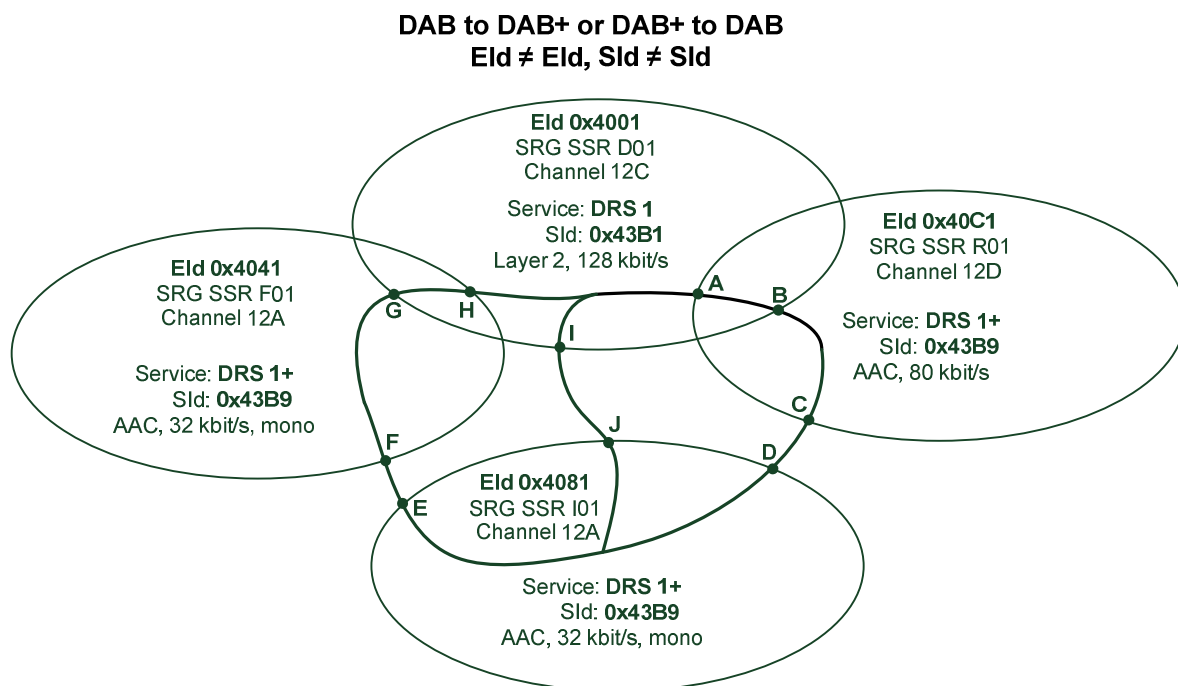 DAB to DAB+ or DAB+ to DAB
EId ≠ EId, SId ≠ SId
EId 0x4001
SRG SSR D01
Channel 12C
Service: DRS 1
SId: 0x43B1
Layer 2, 128 kbit/s
EId 0x40C1
SRG SSR R01
Channel 12D
Service: DRS 1+
SId: 0x43B9
AAC, 80 kbit/s
EId 0x4041
SRG SSR F01
Channel 12A
Service: DRS 1+
SId: 0x43B9
AAC, 32 kbit/s, mono
A
B
G
H
I
C
J
D
F
E
EId 0x4081
SRG SSR I01
Channel 12A
Service: DRS 1+
SId: 0x43B9
AAC, 32 kbit/s, mono